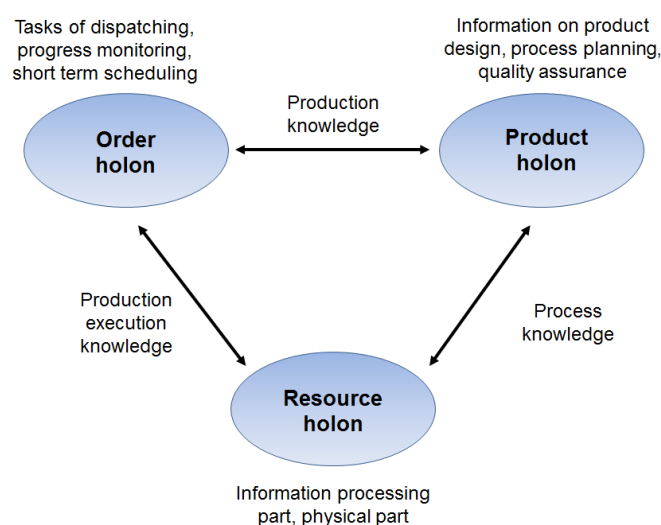 Tasks of dispatching,
progress monitoring,
short term scheduling
Information on product
design, process planning,
quality assurance
Order
holon
Production
knowledge
Product
holon
Production
execution
knowledge
Process
knowledge
Resource
holon
Information processing
part, physical part